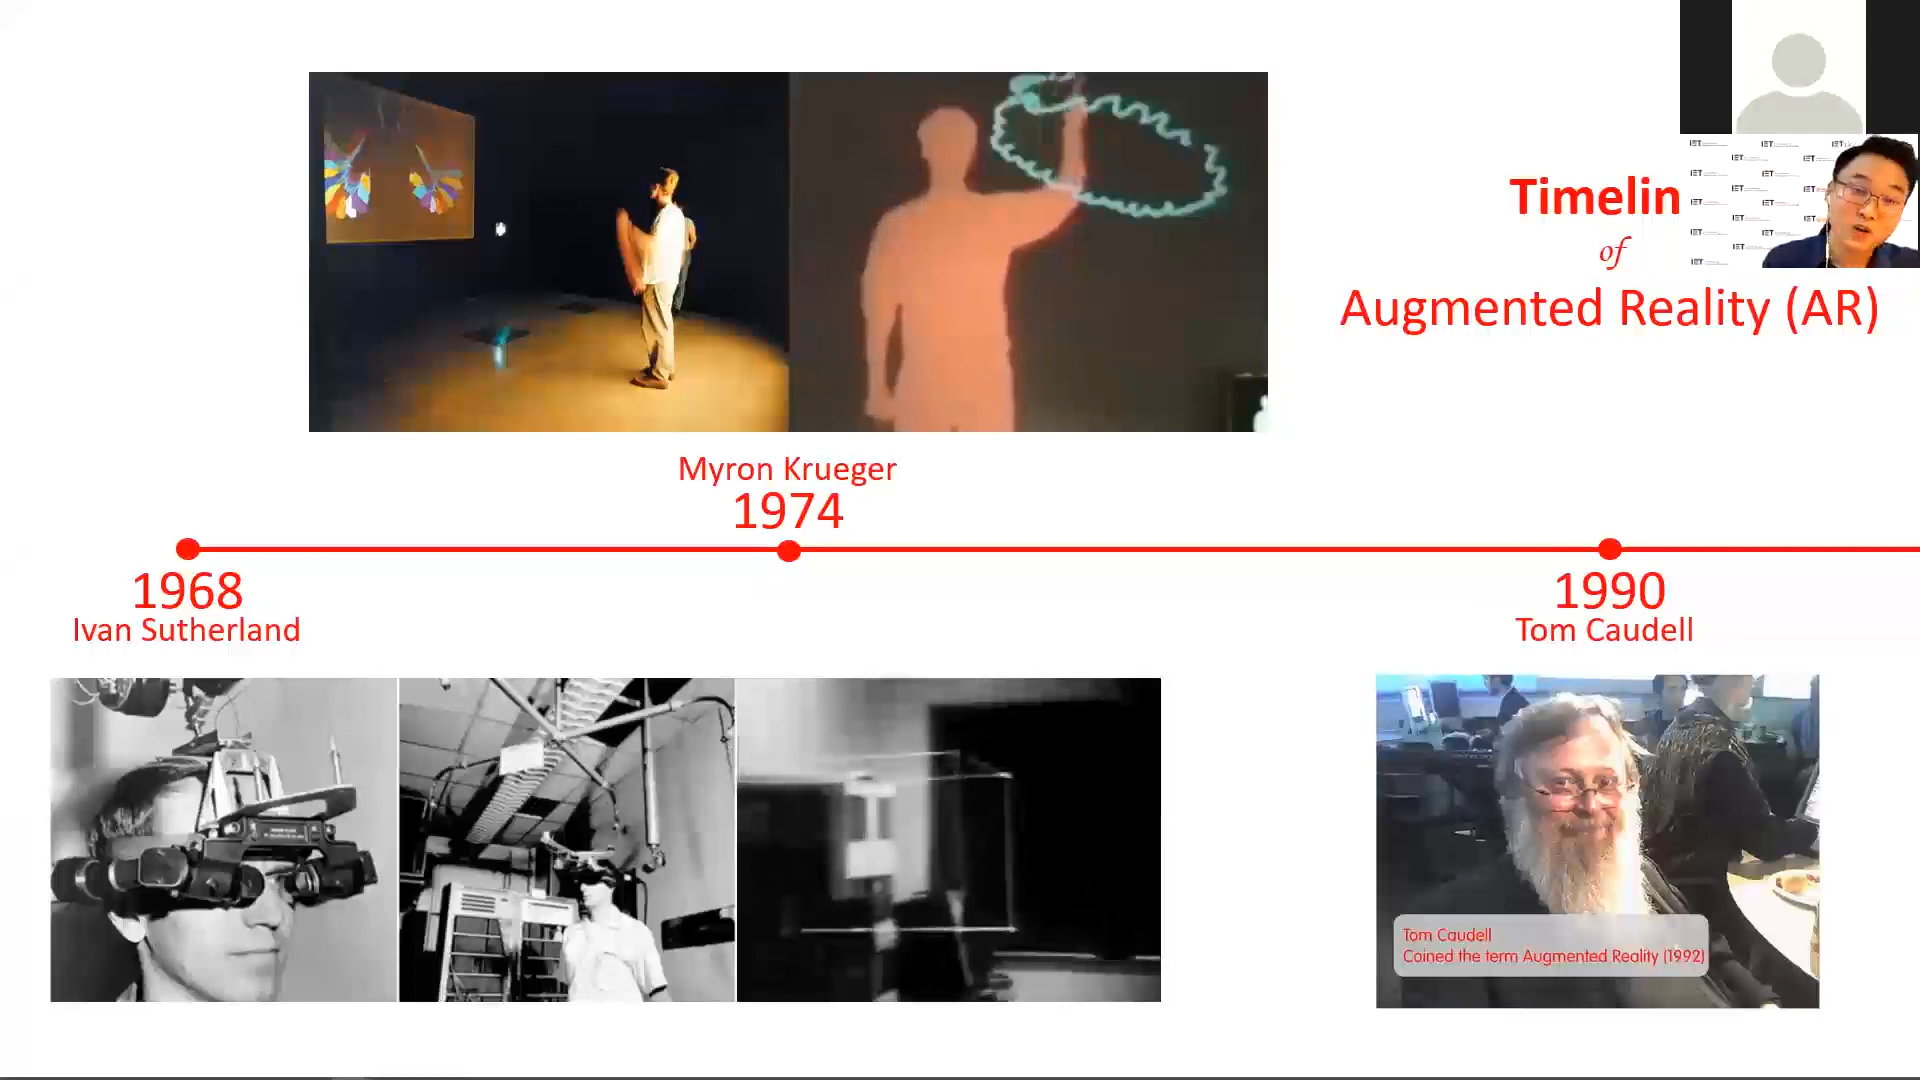 Timelin
of
Augmented Reality (AR)
Myron Krueger
1974
1968
Ivan Sutherland
1990
Tom Caudell
Tom Caudell
Coined the term Augmented Reality (1992)
IET